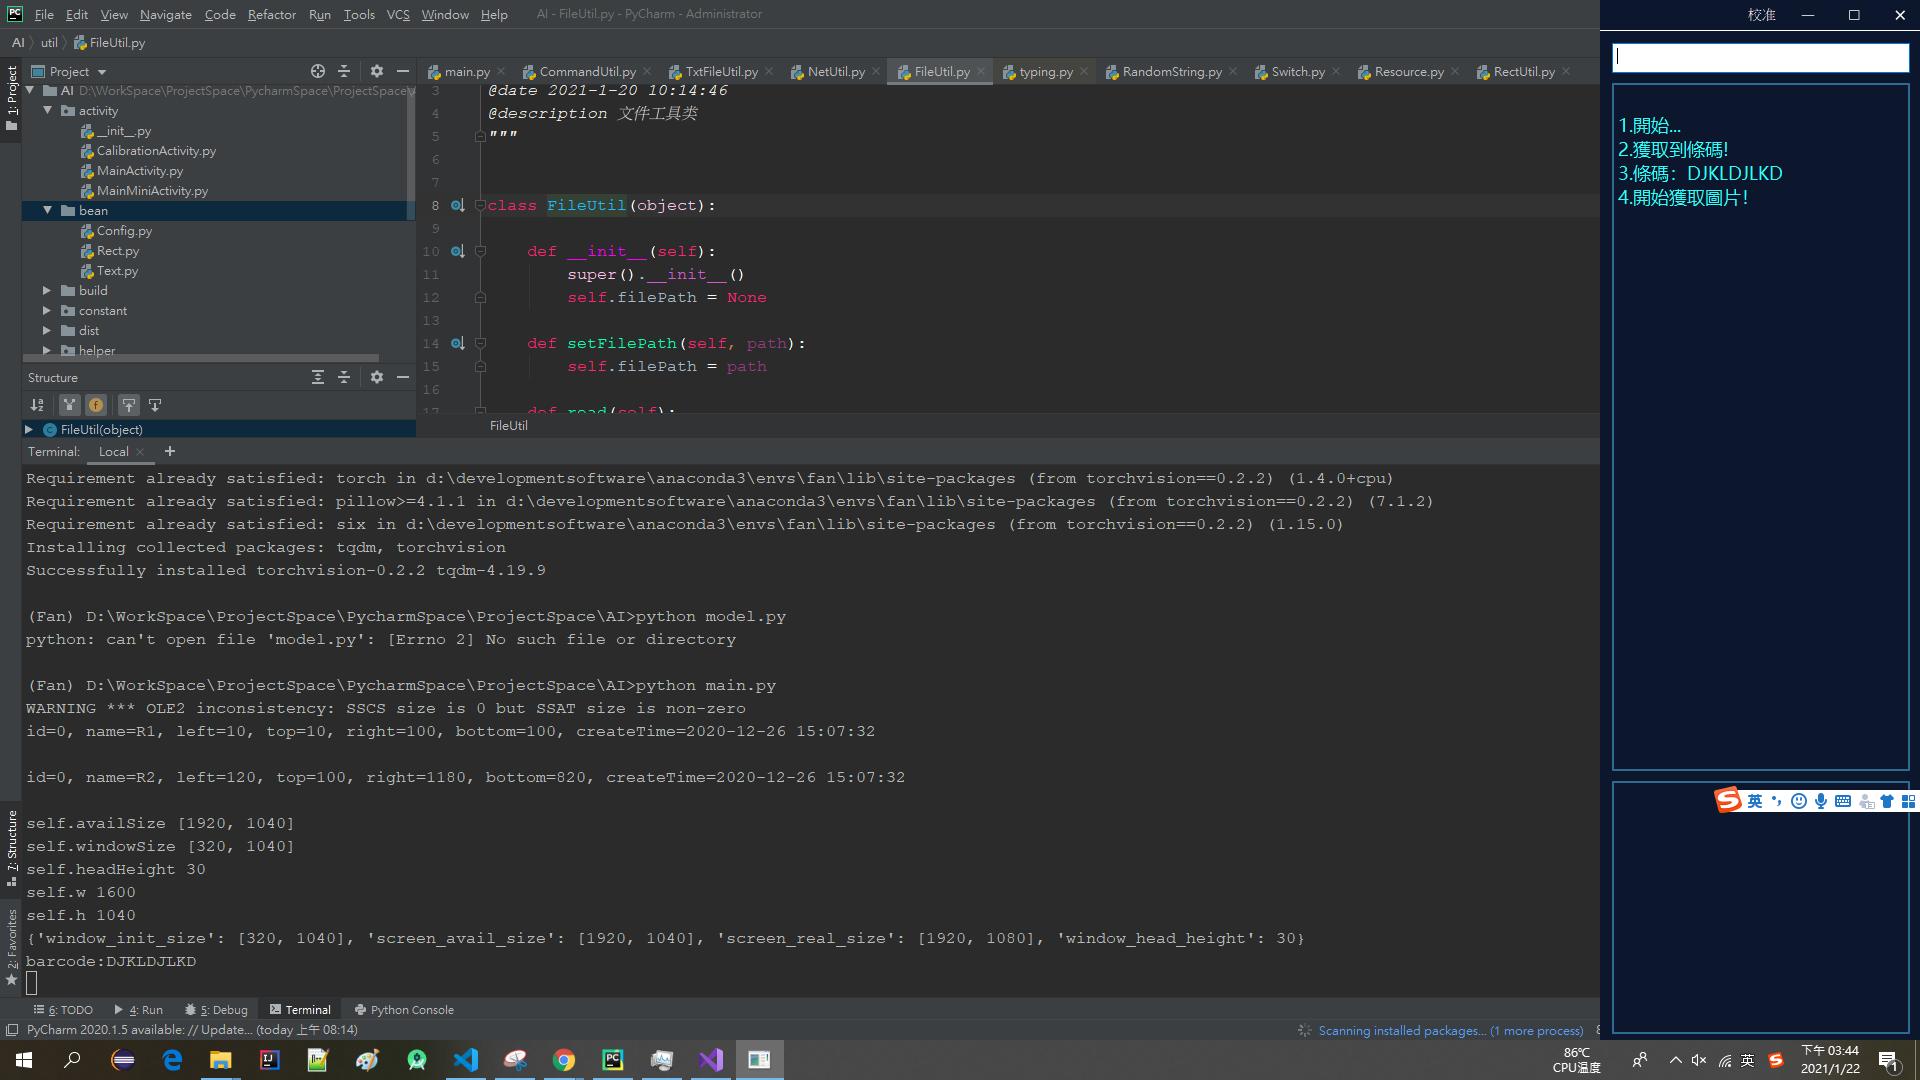 File Edit View Navigate Code Refactor Run Tools VCS Window Help AI - FileUtil.py - PyCharm - Administrator
校准
AI util FileUtil.py
1: Project
Project
main.py CommandUtil.py TxtFileUtil.py NetUtil.py FileUtil.py typing.py RandomString.py Switch.py Resource.py RectUtil.py
AI D:\WorkSpace\ProjectSpace\PycharmSpace\ProjectSpace\
activity
__init__.py
CalibrationActivity.py
MainActivity.py
MainMiniActivity.py
bean
Config.py
Rect.py
Text.py
build
constant
dist
helper
3 @date 2021-1-20 10:14:46
4 @description 文件工具类
5 """
6
7
8 class FileUtil(object):
9
10 def __init__(self):
11 super().__init__()
12 self.filePath = None
13
14 def setFilePath(self, path):
15 self.filePath = path
16
17 def read(self):
FileUtil
Structure
FileUtil(object)
Terminal: Local +
Requirement already satisfied: torch in d:\developmentsoftware\anaconda3\envs\fan\lib\site-packages (from torchvision==0.2.2) (1.4.0+cpu)
Requirement already satisfied: pillow>=4.1.1 in d:\developmentsoftware\anaconda3\envs\fan\lib\site-packages (from torchvision==0.2.2) (7.1.2)
Requirement already satisfied: six in d:\developmentsoftware\anaconda3\envs\fan\lib\site-packages (from torchvision==0.2.2) (1.15.0)
Installing collected packages: tqdm, torchvision
Successfully installed torchvision-0.2.2 tqdm-4.19.9
(Fan) D:\WorkSpace\ProjectSpace\PycharmSpace\ProjectSpace\AI>python model.py
python: can't open file 'model.py': [Errno 2] No such file or directory
(Fan) D:\WorkSpace\ProjectSpace\PycharmSpace\ProjectSpace\AI>python main.py
WARNING *** OLE2 inconsistency: SSCS size is 0 but SSAT size is non-zero
id=0, name=R1, left=10, top=10, right=100, bottom=100, createTime=2020-12-26 15:07:32
id=0, name=R2, left=120, top=100, right=1180, bottom=820, createTime=2020-12-26 15:07:32
self.availSize [1920, 1040]
self.windowSize [320, 1040]
self.headHeight 30
self.w 1600
self.h 1040
{'window_init_size': [320, 1040], 'screen_avail_size': [1920, 1040], 'screen_real_size': [1920, 1080], 'window_head_height': 30}
barcode:DJKLDJLKD
7: Structure
2: Favorites
1.開始...
2.獲取到條碼!
3.條碼：DJKLDJLKD
4.開始獲取圖片!
英
6: TODO 4: Run 5: Debug Terminal Python Console
PyCharm 2020.1.5 available: // Update... (today 上午 08:14)
Scanning installed packages... (1 more process)
86℃
CPU温度
英
下午 03:44
2021/1/22
1